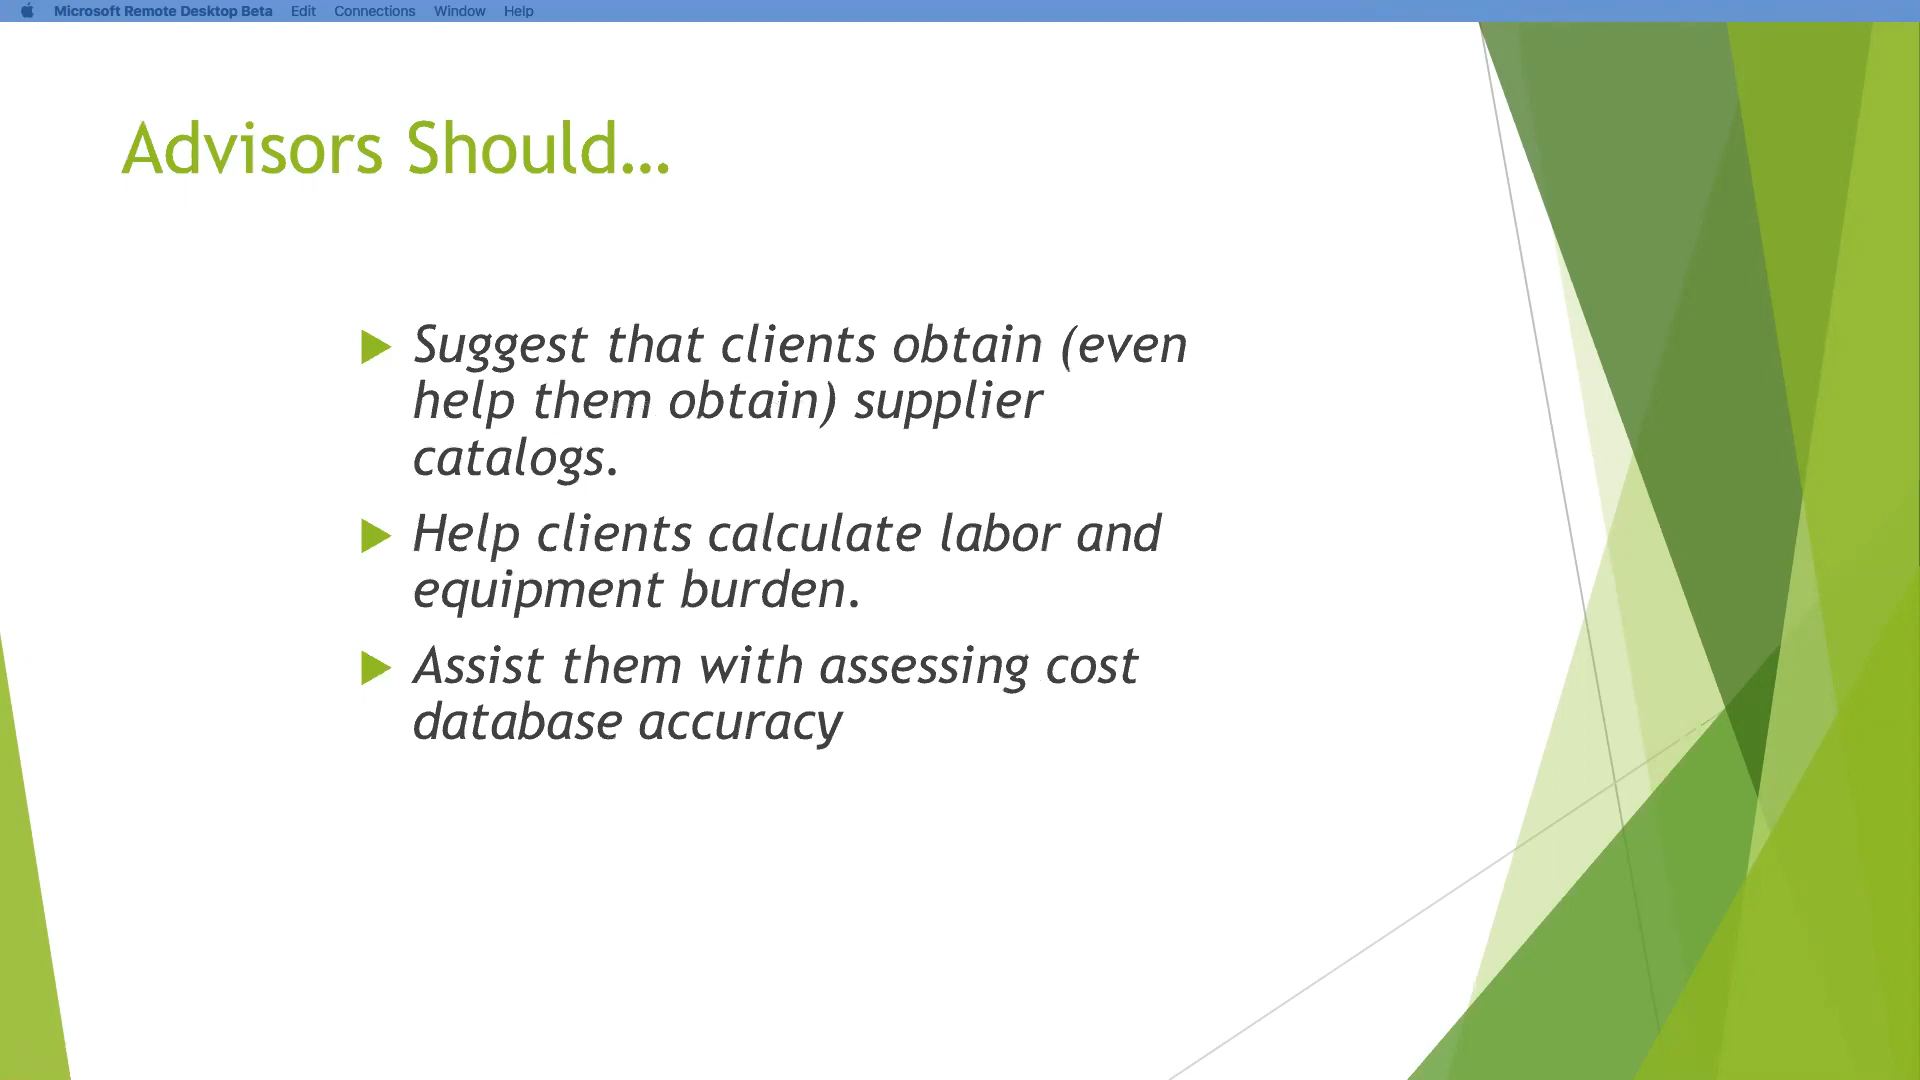 Microsoft Remote Desktop Beta Edit Connections Window Help
Advisors Should...
Suggest that clients obtain (even
help them obtain) supplier
catalogs.
Help clients calculate labor and
equipment burden.
Assist them with assessing cost
database accuracy